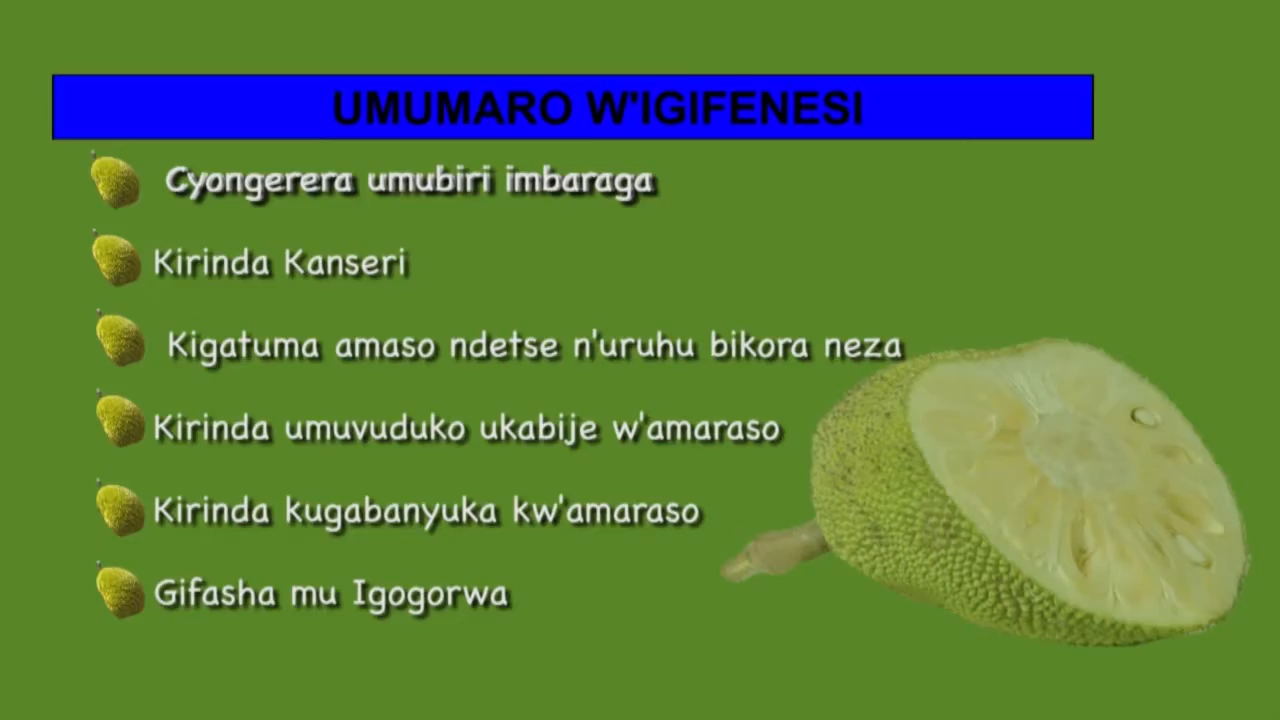 UMUMARO W'IGIFENESI
Cyongerera umubiri imbaraga
Kirinda Kanseri
Kigatuma amaso ndetse n'uruhu bikora neza
Kirinda umuvuduko ukabije w'amaraso
Kirinda kugabanyuka kw'amaraso
Gifasha mu Igogorwa